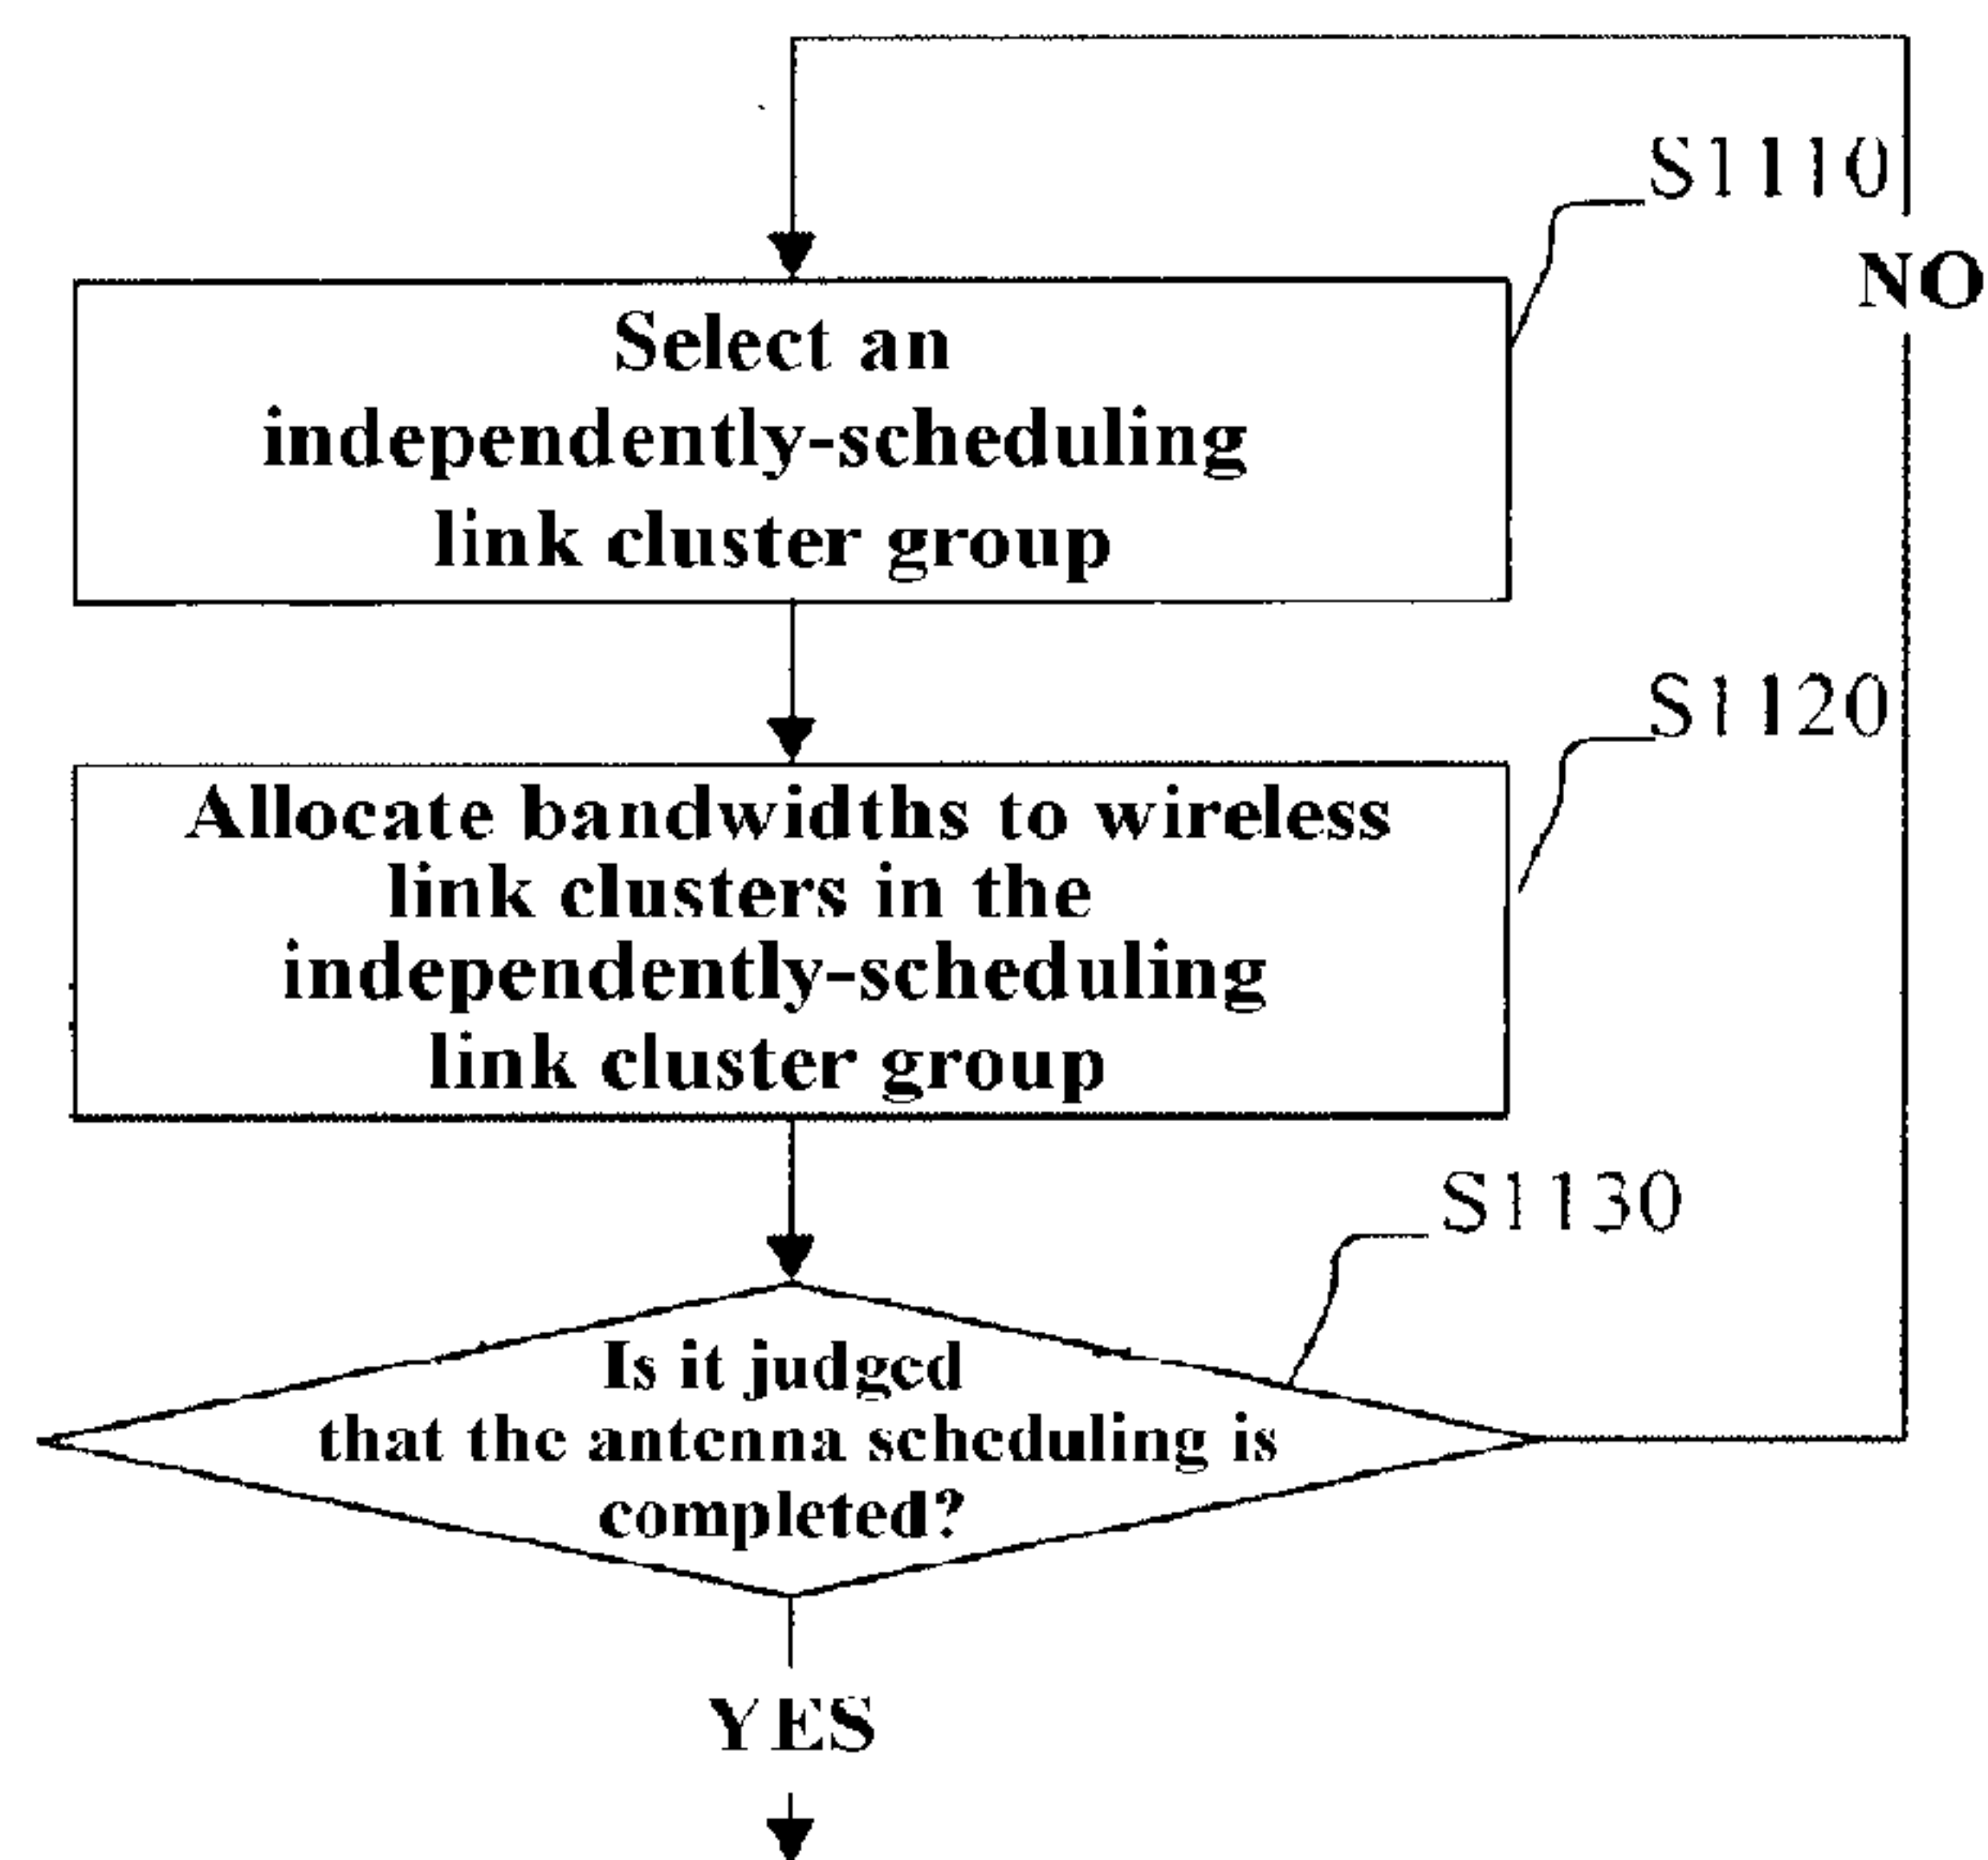 S1110
NO
Select an
independently-scheduling
link cluster group
S1120
Allocate bandwidths to wireless
link clusters in the
independently-scheduling
link cluster group
S1130
Is it judged
that the antenna scheduling is
completed?
YES